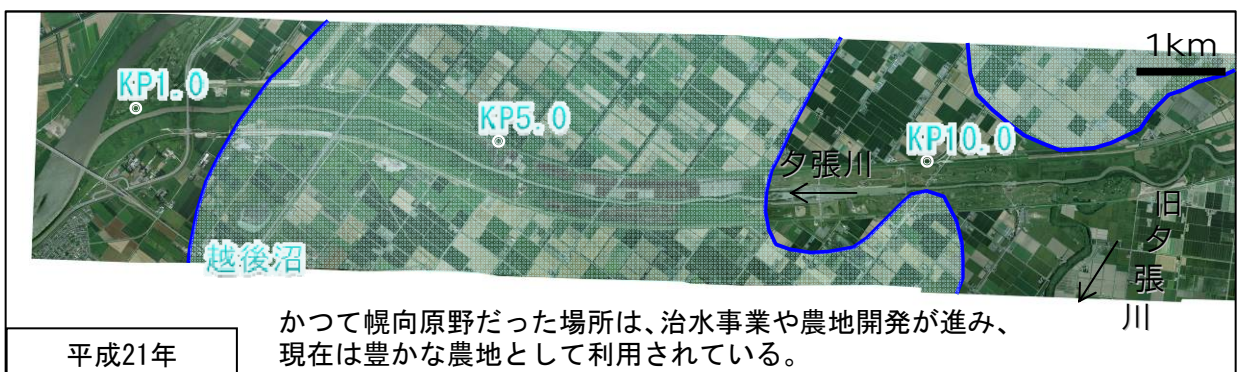 1km
KP1.0
KP5.0
KP10.0
夕張川
旧夕張川
越後沼
かつて幌向原野だった場所は、治水事業や農地開発が進み、
現在は豊かな農地として利用されている。
平成21年